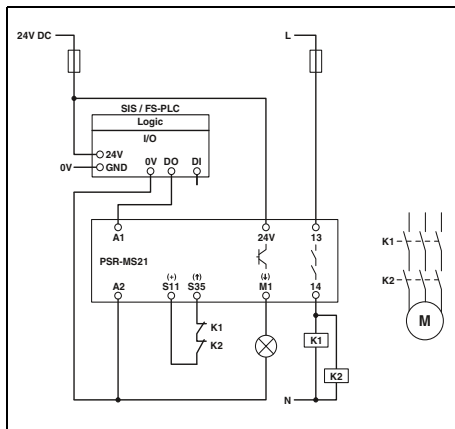 24V DC
L
SIS / FS-PLC
Logic
I/O
24V
0V DO DI
0V GND
A1 24V 13
PSR-MS21
(+) (↑) (↓)
A2 S11 S35 M1 14
K1
K2
K1
K2
N
K1
K2
M